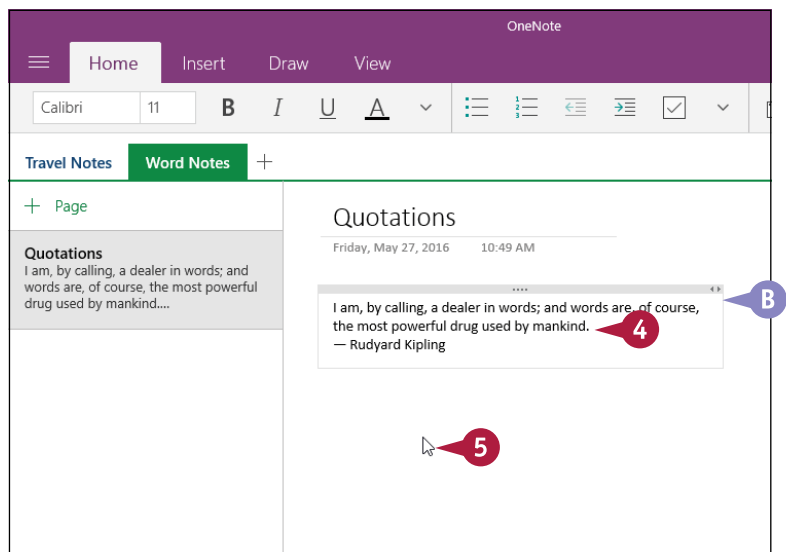 OneNote
Home Insert Draw View
Calibri 11 B I U A
Travel Notes Word Notes +
+ Page
Quotations
I am, by calling, a dealer in words; and
words are, of course, the most powerful
drug used by mankind....
Quotations
Friday, May 27, 2016 10:49 AM
I am, by calling, a dealer in words; and words are, of course,
the most powerful drug used by mankind.
— Rudyard Kipling
B
4
5